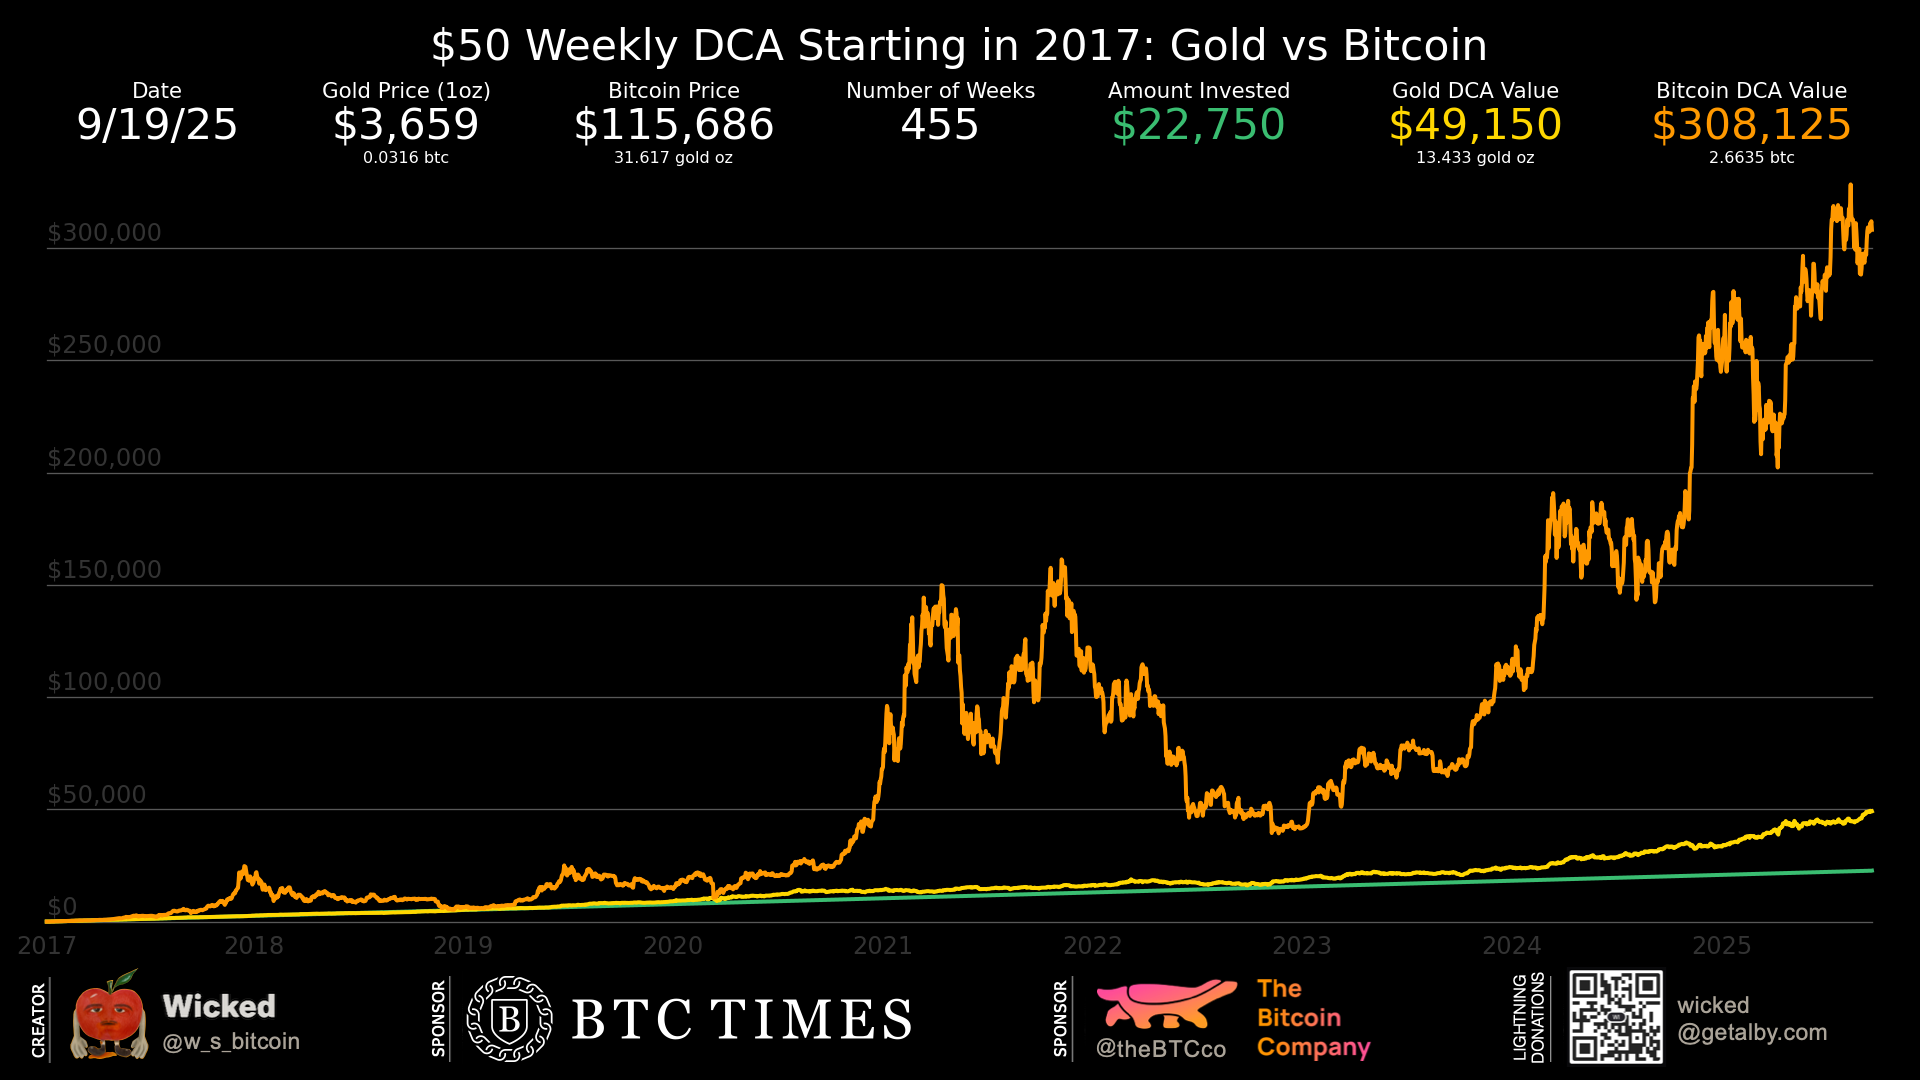 $50 Weekly DCA Starting in 2017: Gold vs Bitcoin
Date
9/19/25
Gold Price (1oz)
$3,659
0.0316 btc
Bitcoin Price
$115,686
31.617 gold oz
Number of Weeks
455
Amount Invested
$22,750
Gold DCA Value
$49,150
13.433 gold oz
Bitcoin DCA Value
$308,125
2.6635 btc
$300,000
$250,000
$200,000
$150,000
$100,000
$50,000
$0
2017 2018 2019 2020 2021 2022 2023 2024 2025
CREATOR
Wicked
@w_s_bitcoin
SPONSOR
B
BTC TIMES
SPONSOR
@theBTCco
The
Bitcoin
Company
LIGHTNING
DONATIONS
wicked
@getalby.com